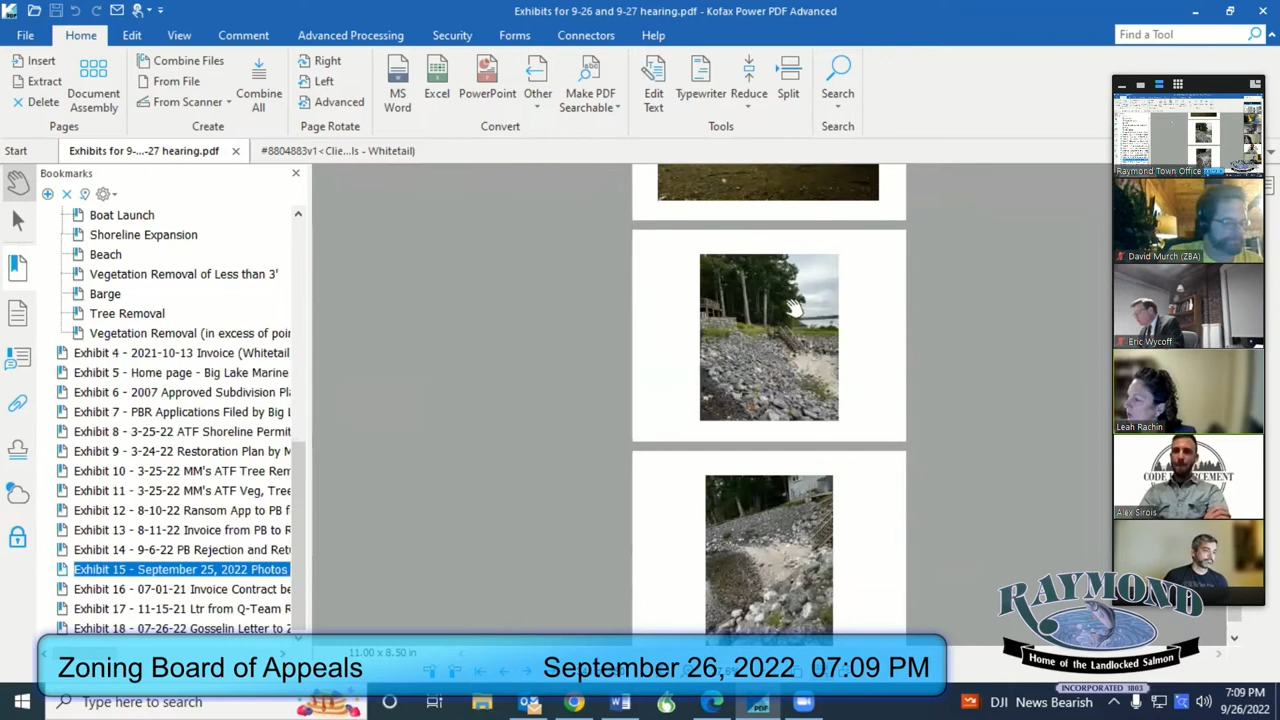 Exhibits for 9-26 and 9-27 hearing.pdf - Kofax Power PDF Advanced
File Home Edit View Comment Advanced Processing Security Forms Connectors Help
Find a Tool
Insert
Extract
Delete
Pages
Document Assembly
Combine Files
From File
From Scanner
Combine All
Create
Right
Left
Advanced
Page Rotate
MS Word
Excel
PowerPoint
Other
Make PDF Searchable
Convert
Edit Text
Typewriter
Reduce
Split
Tools
Search
Search
Start
Exhibits for 9-...-27 hearing.pdf
#8804883v1<Clie...ls - Whitetail)
Bookmarks
Boat Launch
Shoreline Expansion
Beach
Vegetation Removal of Less than 3'
Barge
Tree Removal
Vegetation Removal (in excess of poin
Exhibit 4 - 2021-10-13 Invoice (Whitetail
Exhibit 5 - Home page - Big Lake Marine
Exhibit 6 - 2007 Approved Subdivision Pla
Exhibit 7 - PBR Applications Filed by Big L
Exhibit 8 - 3-25-22 ATF Shoreline Permit
Exhibit 9 - 3-24-22 Restoration Plan by M
Exhibit 10 - 3-25-22 MM's ATF Tree Rem
Exhibit 11 - 3-25-22 MM's ATF Veg, Tree
Exhibit 12 - 8-10-22 Ransom App to PB f
Exhibit 13 - 8-11-22 Invoice from PB to R
Exhibit 14 - 9-6-22 PB Rejection and Retu
Exhibit 15 - September 25, 2022 Photos
Exhibit 16 - 07-01-21 Invoice Contract be
Exhibit 17 - 11-15-21 Ltr from Q-Team R
Exhibit 18 - 07-26-22 Gosselin Letter to Z
11.00 x 8.50 in
Raymond Town Office
David Murch (ZBA)
Eric Wycoff
Leah Rachin
CODE ENFORCEMENT
Alex Sirois
RAYMOND
Home of the Landlocked Salmon
INCORPORATED 1803
Zoning Board of Appeals September 26, 2022 07:09 PM
Type here to search
DJI News Bearish
7:09 PM
9/26/2022